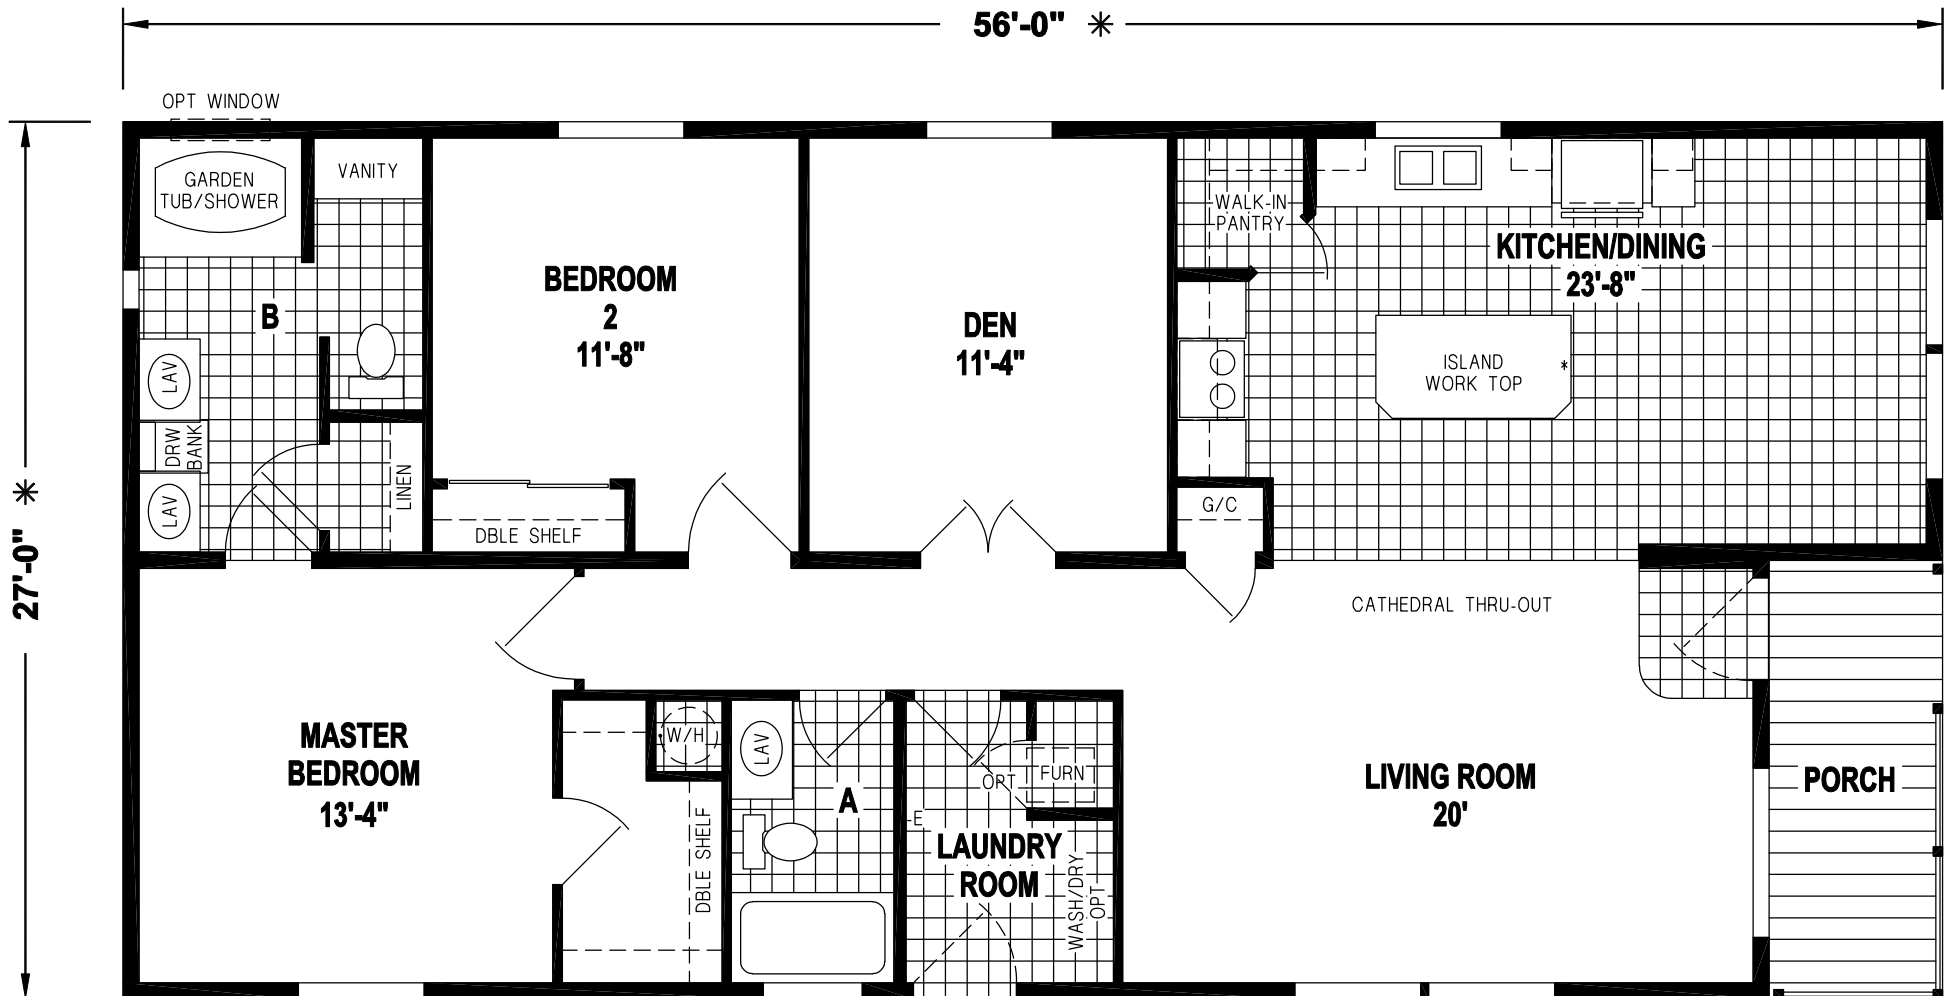 56'-0" ✳
OPT WINDOW
27'-0" ✳
GARDEN
TUB/SHOWER
VANITY
B
LAV
DRW
BANK
LAV
LINEN
BEDROOM
2
11'-8"
DBLE SHELF
DEN
11'-4"
WALK-IN
PANTRY
KITCHEN/DINING
23'-8"
ISLAND
WORK TOP
*
G/C
CATHEDRAL THRU-OUT
MASTER
BEDROOM
13'-4"
W/H
DBLE SHELF
LAV
A
OPT
FURN
-E
LAUNDRY
ROOM
WASH/DRY
OPT
LIVING ROOM
20'
PORCH